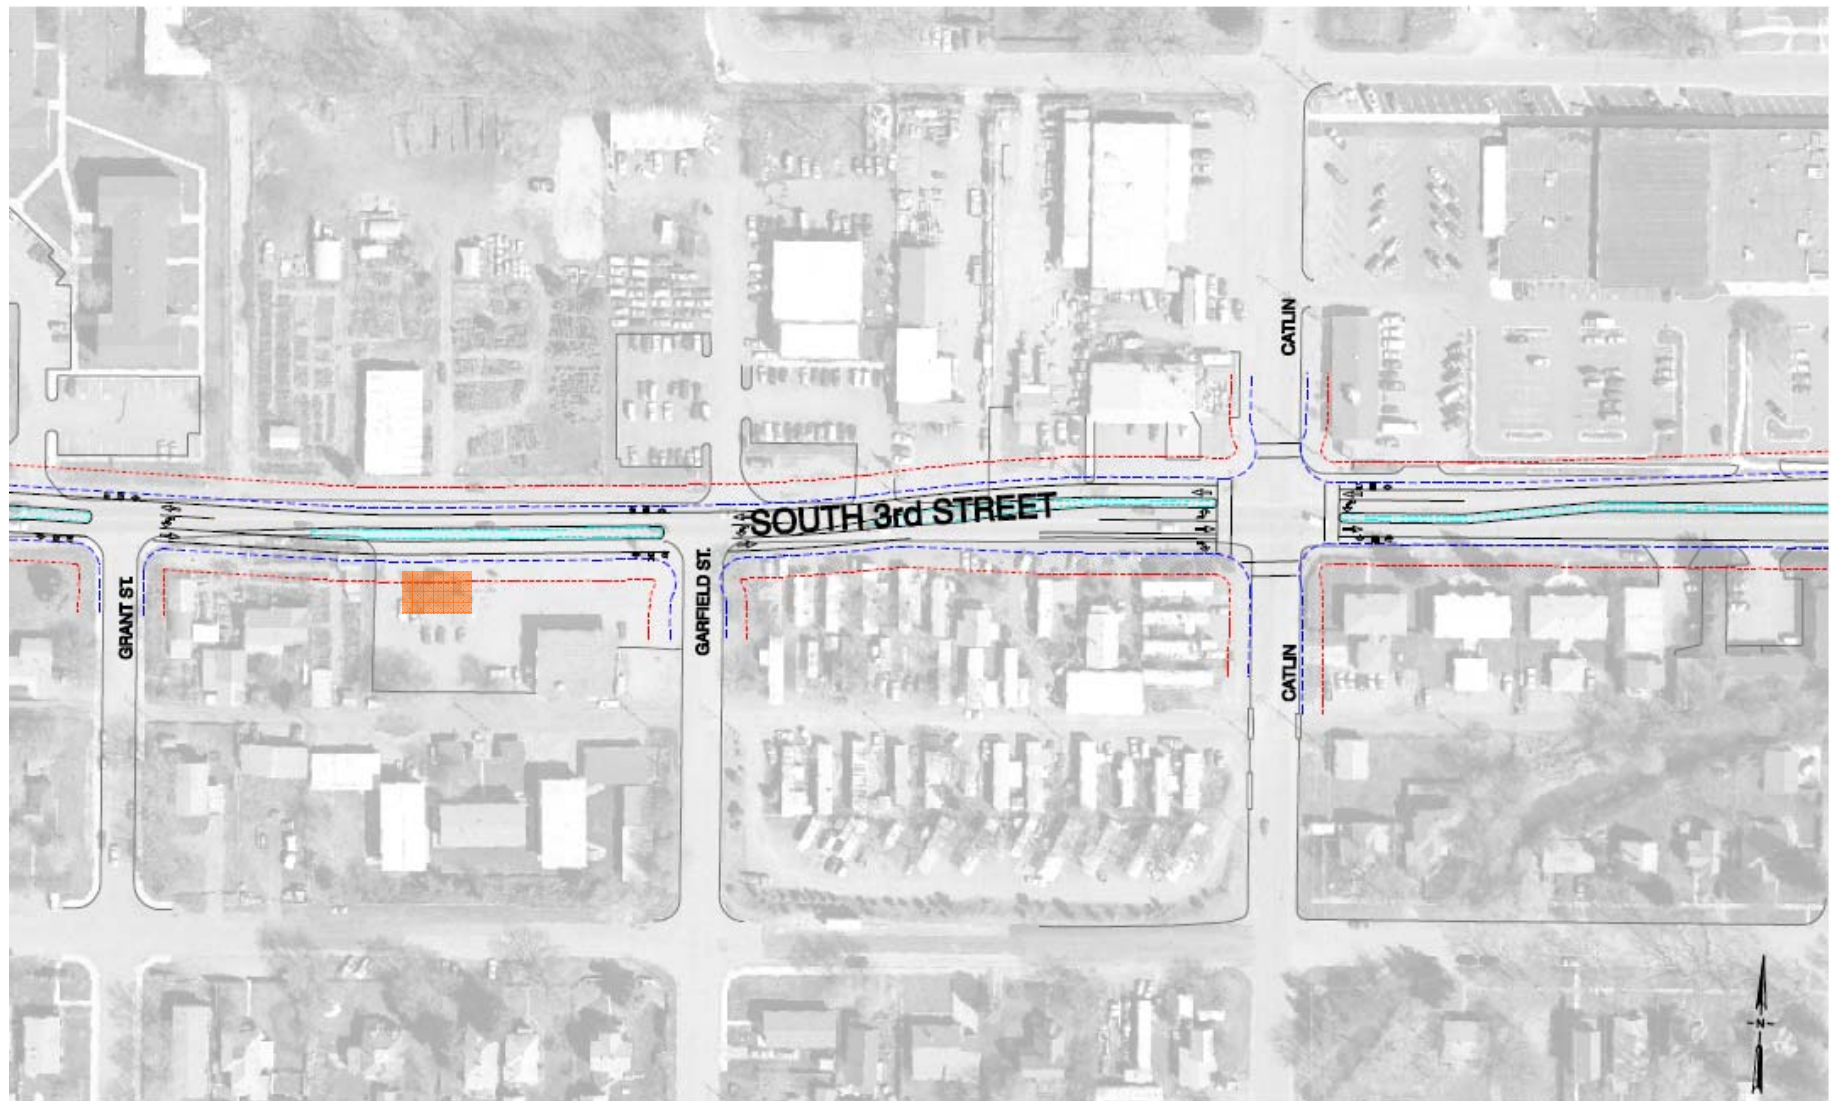 CATLIN
SOUTH 3rd STREET
GRANT ST.
GARFIELD ST.
CATLIN
-N-